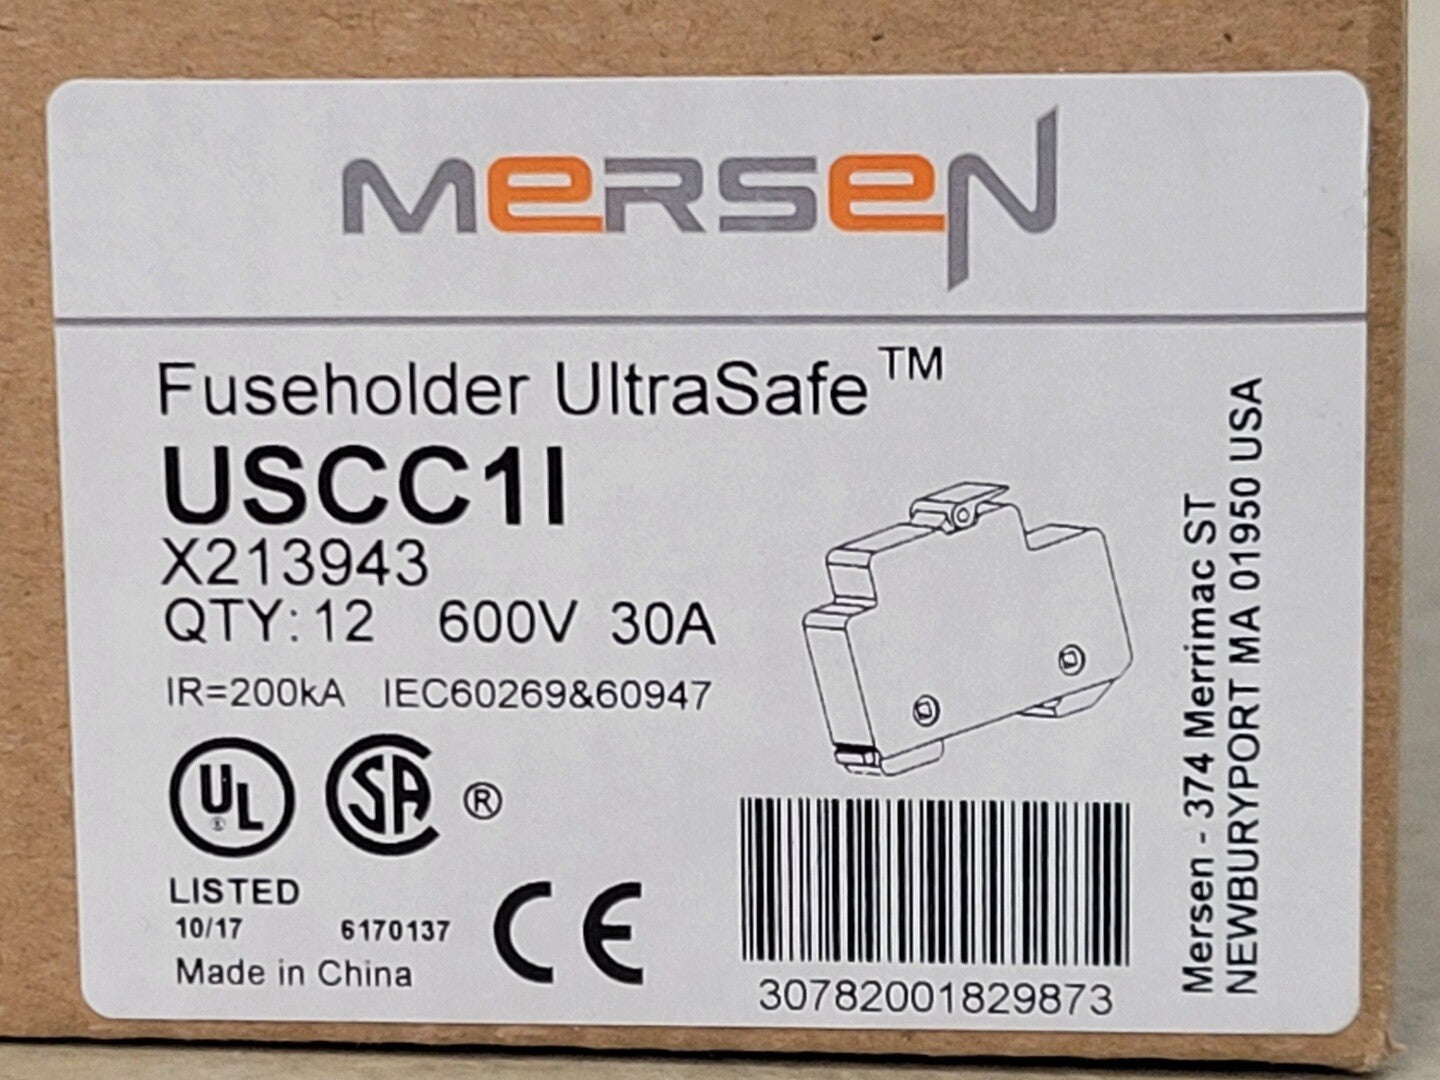 MERSEN
Fuseholder UltraSafe™
USCC1I
X213943
QTY: 12 600V 30A
IR=200kA IEC60269&60947
UL SA ®
LISTED
10/17 6170137
Made in China
CE
30782001829873
Mersen - 374 Merrimac ST
NEWBURYPORT MA 01950 USA